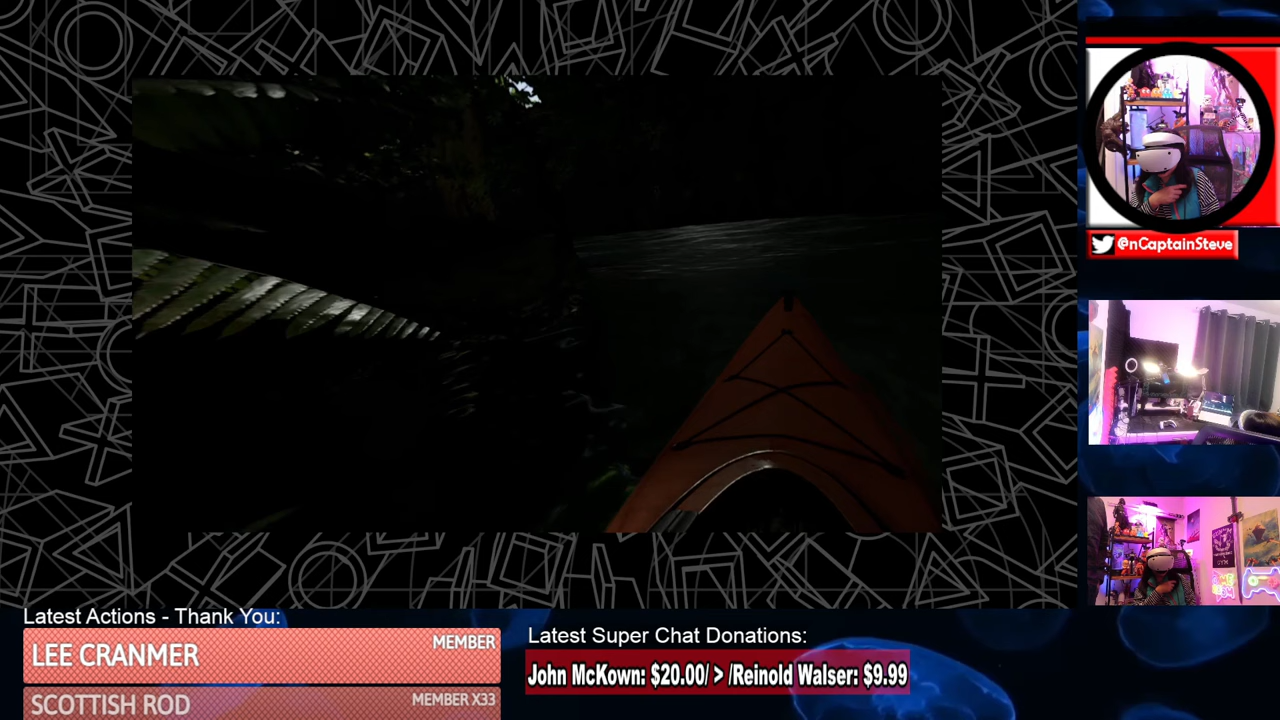 @nCaptainSteve
GYM
Latest Actions - Thank You:
LEE CRANMER
MEMBER
SCOTTISH ROD
MEMBER X33
Latest Super Chat Donations:
John McKown: $20.00/ > /Reinold Walser: $9.99